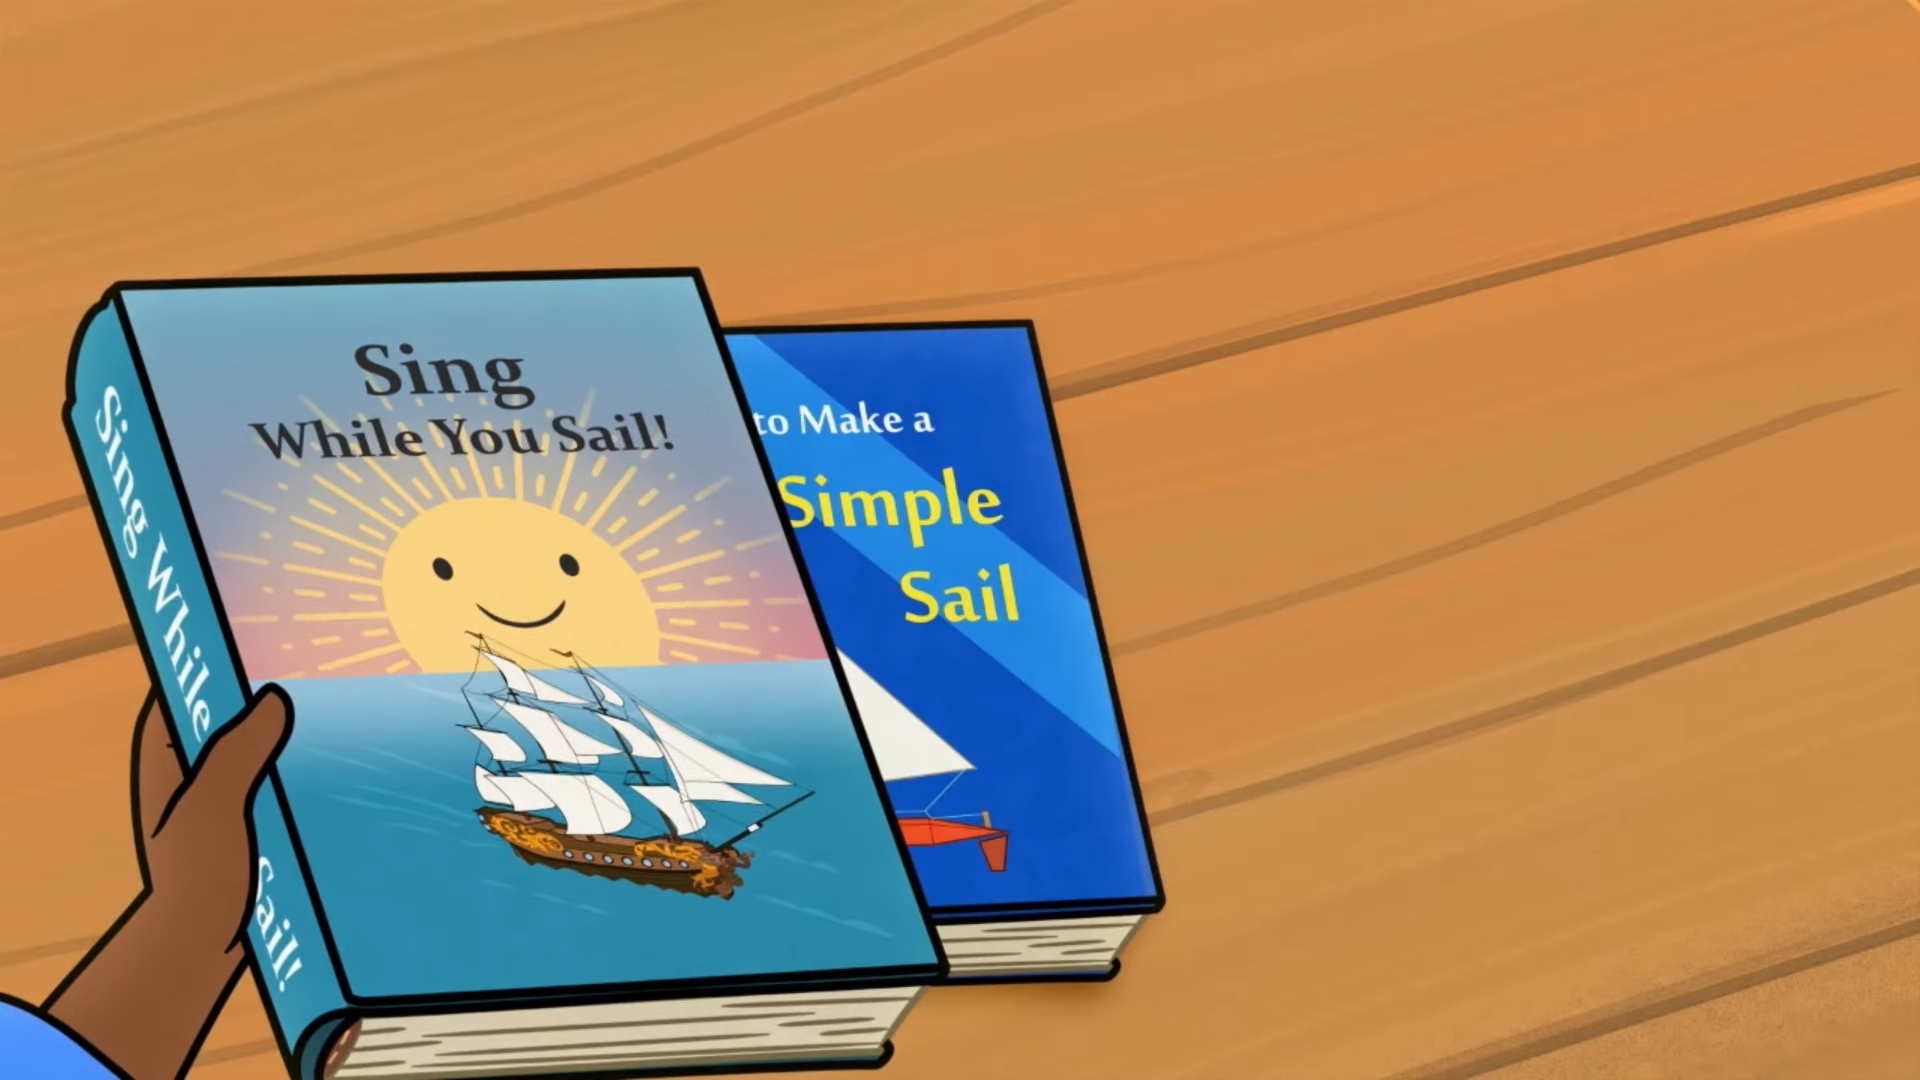 Sing
While You Sail!
Sing While
Sail!
to Make a
Simple
Sail